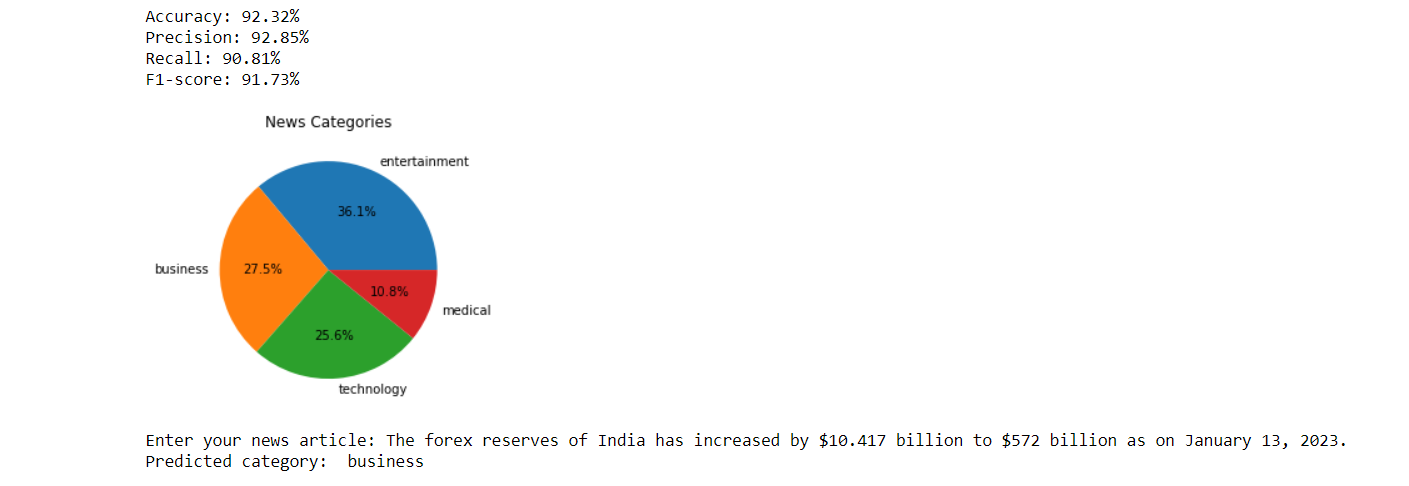 Accuracy: 92.32%
Precision: 92.85%
Recall: 90.81%
F1-score: 91.73%
News Categories
entertainment
36.1%
business
27.5%
10.8%
medical
25.6%
technology
Enter your news article: The forex reserves of India has increased by $10.417 billion to $572 billion as on January 13, 2023.
Predicted category:  business